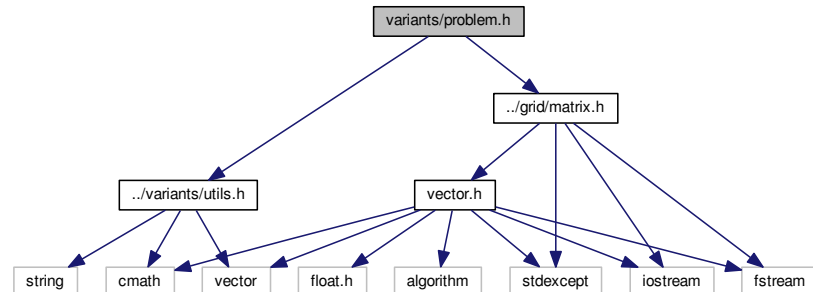 variants/problem.h
../grid/matrix.h
../variants/utils.h
vector.h
string
cmath
vector
float.h
algorithm
stdexcept
iostream
fstream